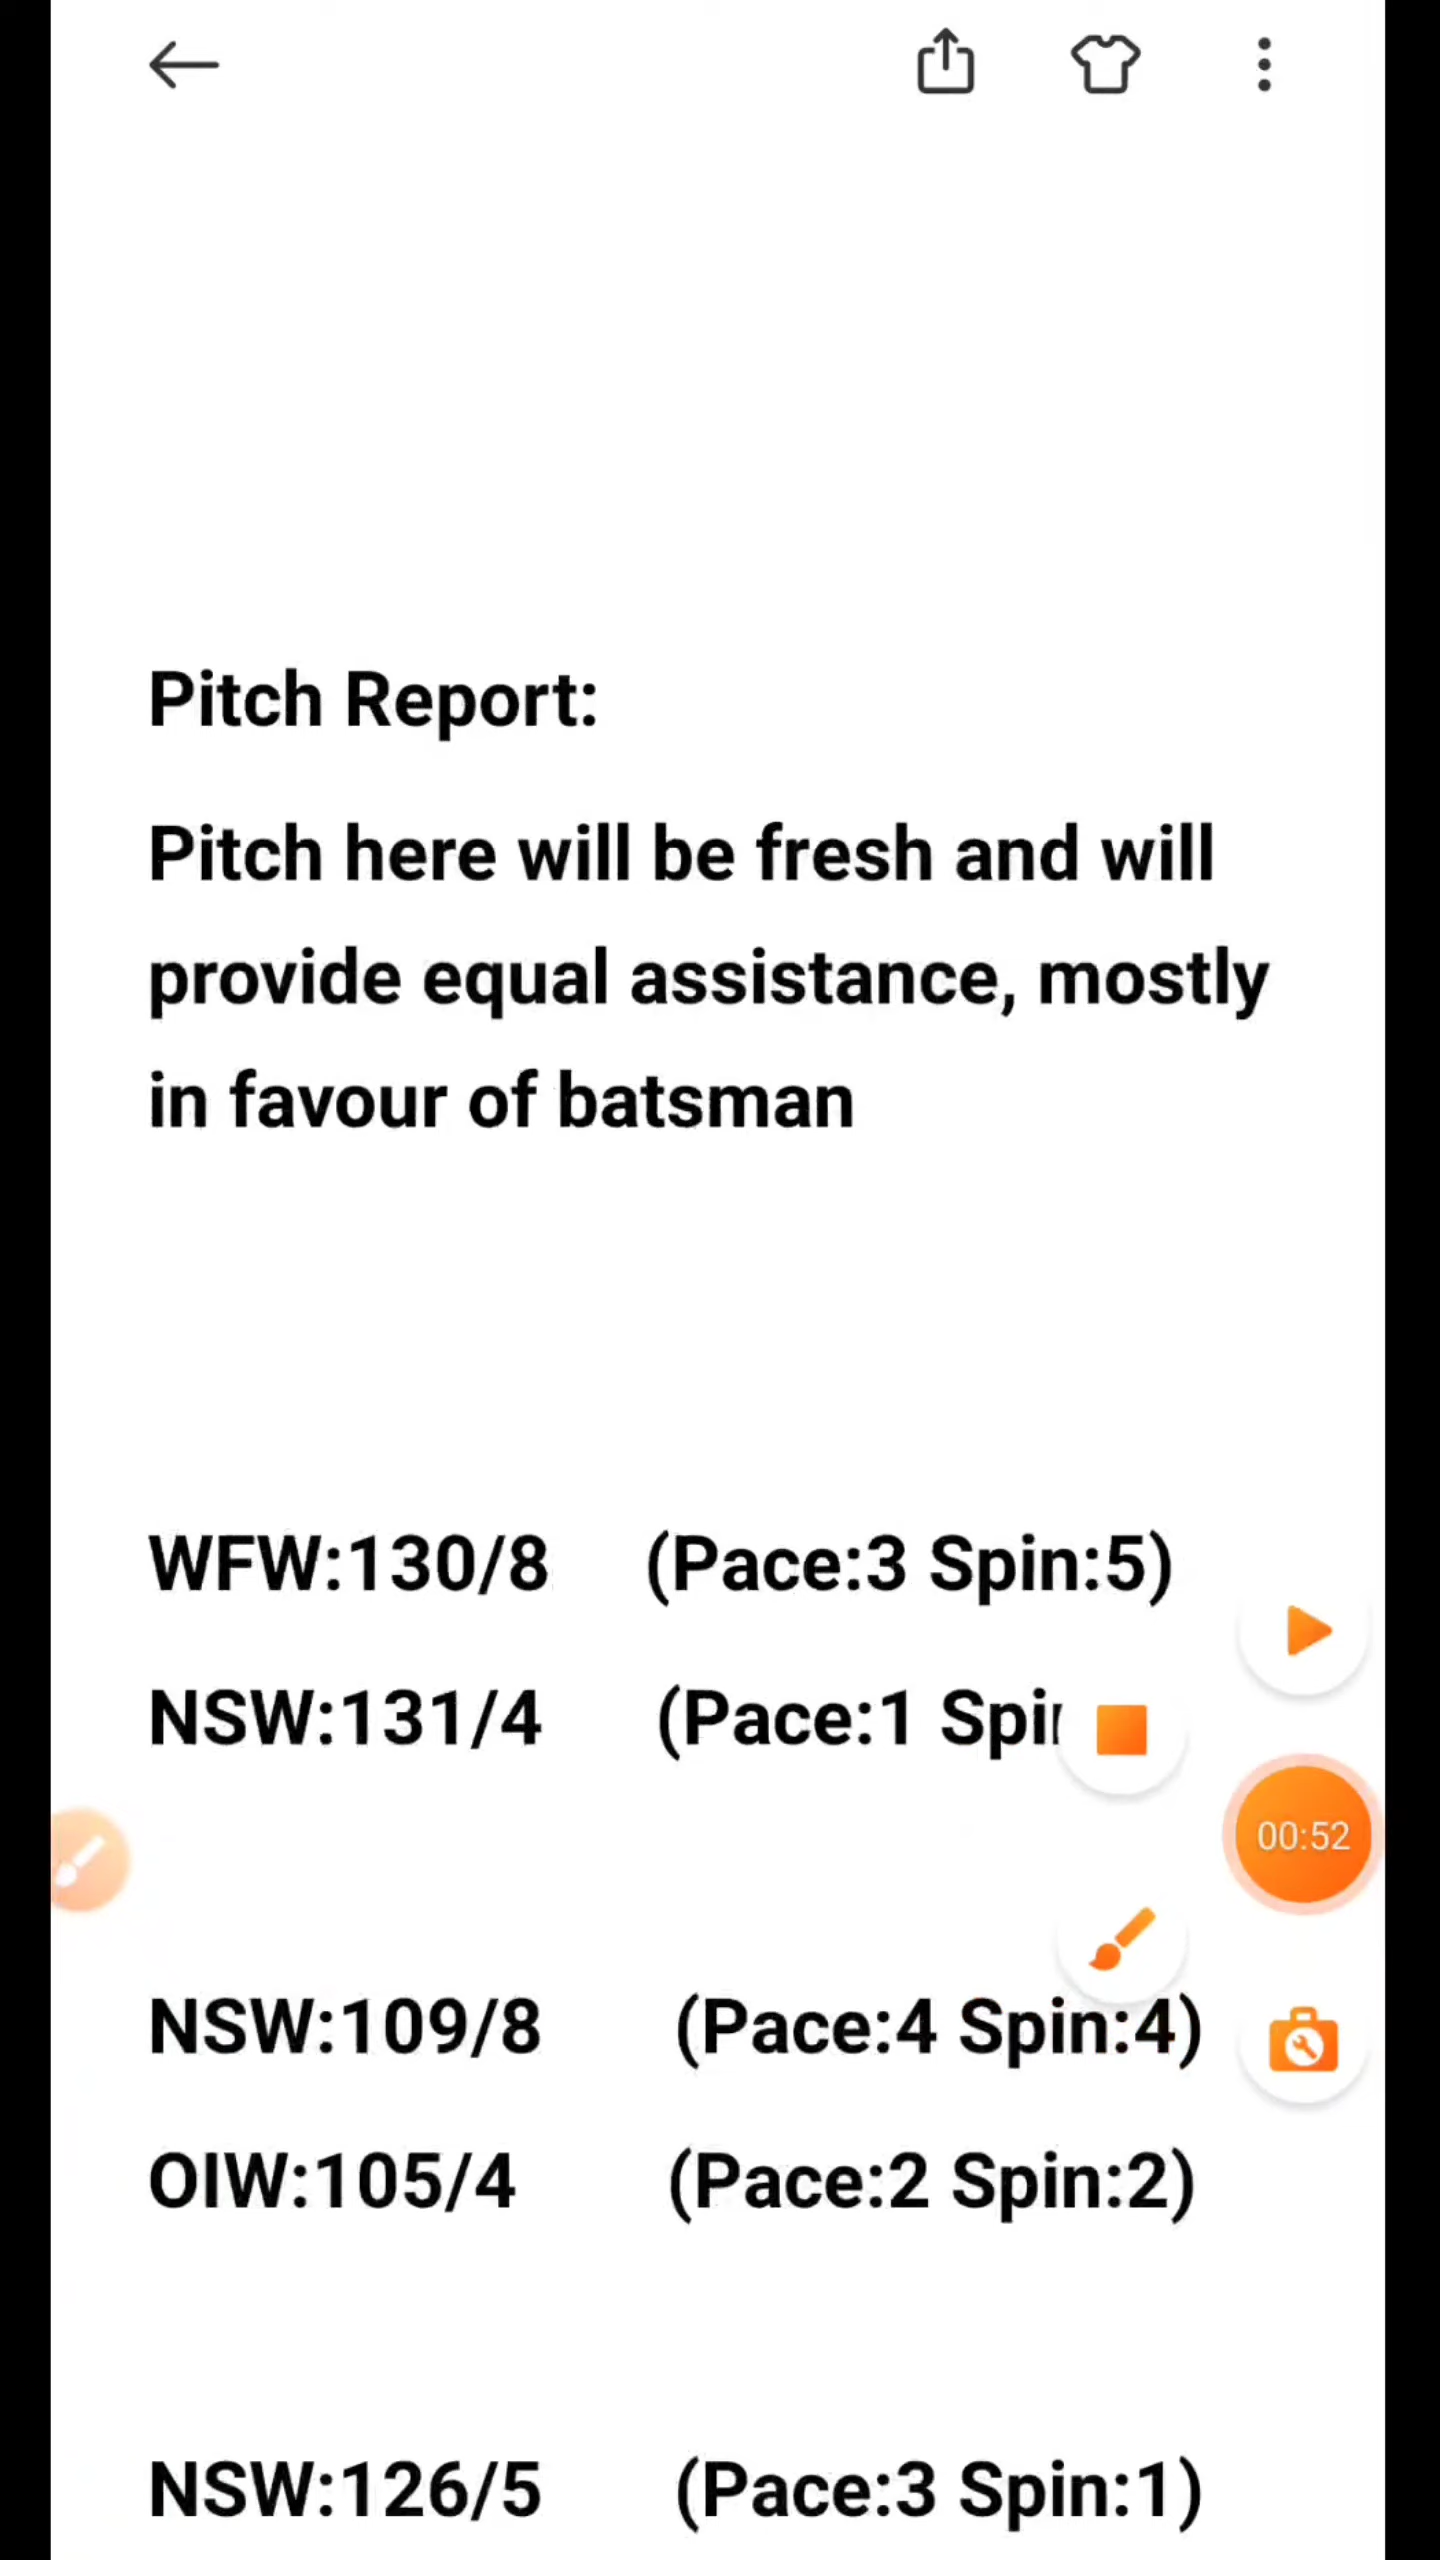 Pitch Report:
Pitch here will be fresh and will
provide equal assistance, mostly
in favour of batsman
WFW:130/8 (Pace:3 Spin:5)
NSW:131/4 (Pace:1
00:52
NSW:109/8 (Pace:4 Spin:4)
OIW:105/4 (Pace:2 Spin:2)
NSW:126/5 (Pace:3 Spin:1)